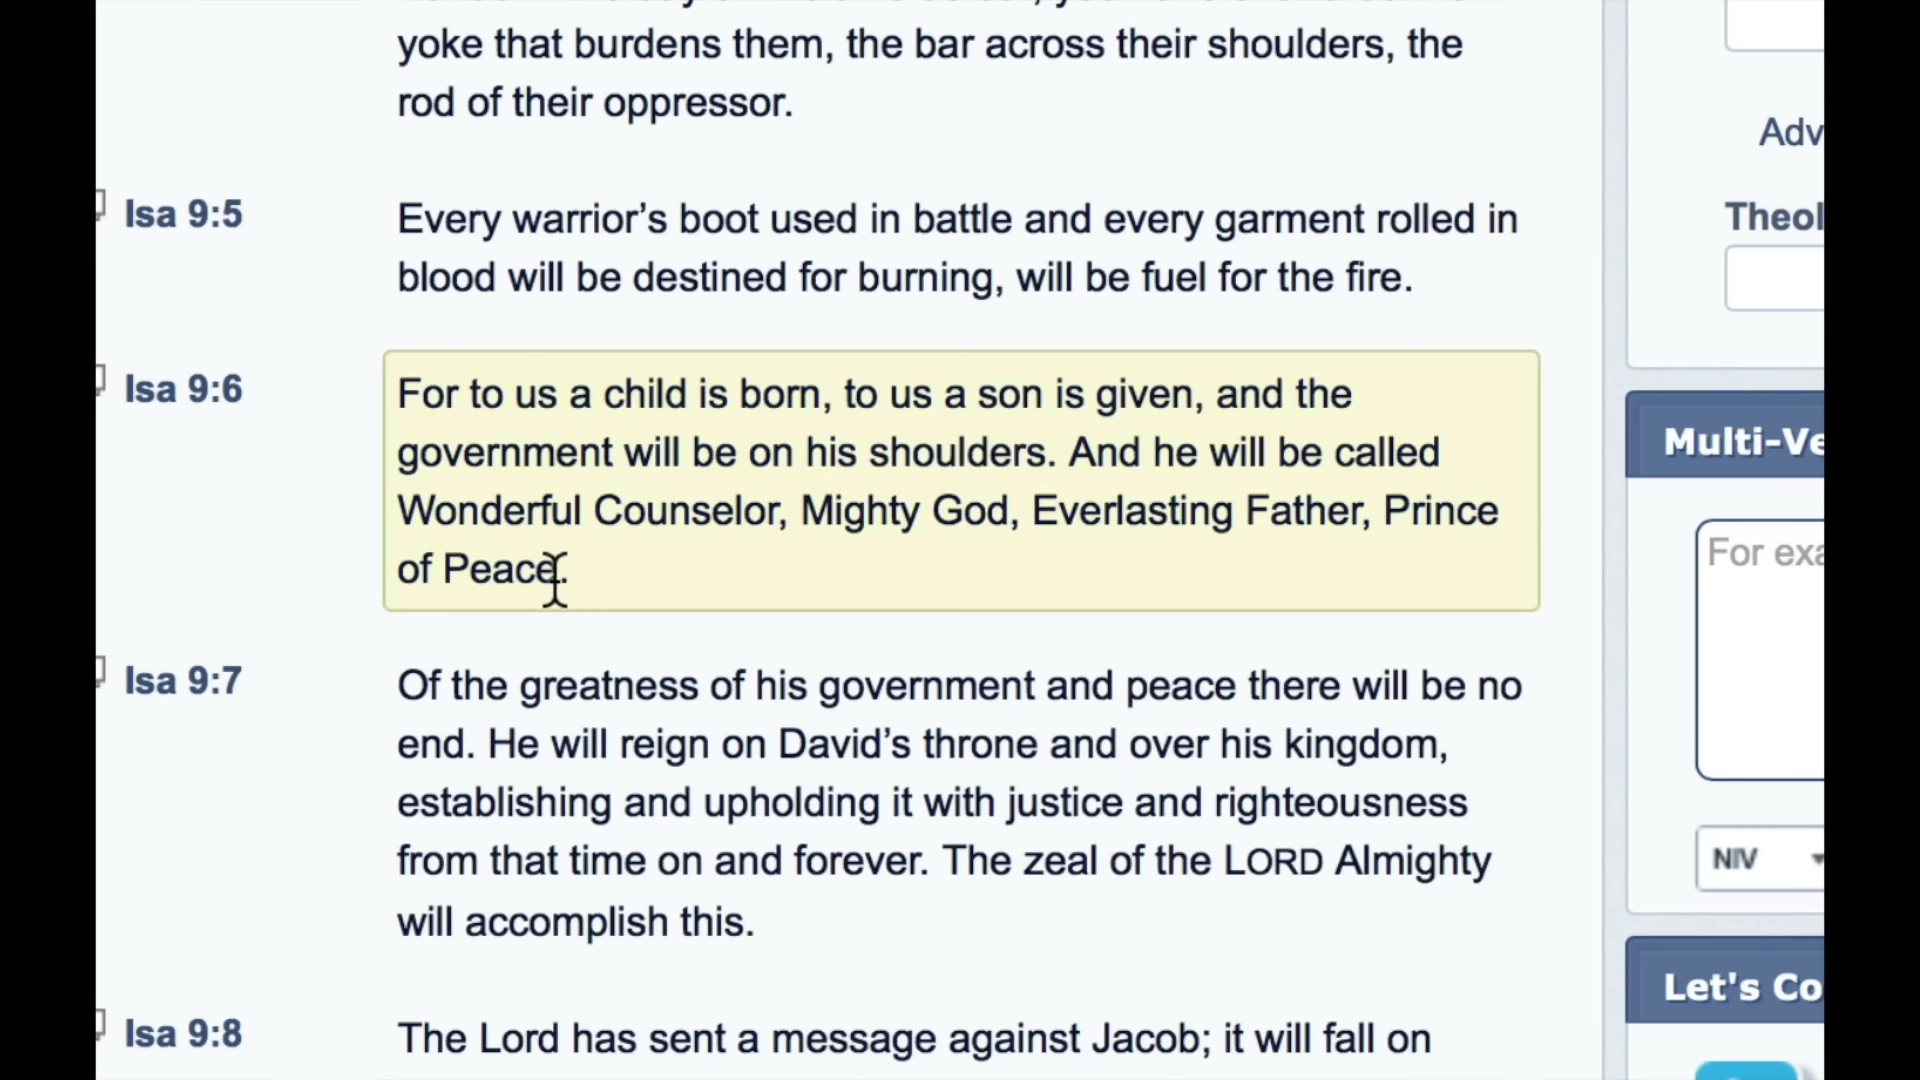 yoke that burdens them, the bar across their shoulders, the
rod of their oppressor.
Isa 9:5
Every warrior’s boot used in battle and every garment rolled in
blood will be destined for burning, will be fuel for the fire.
Isa 9:6
For to us a child is born, to us a son is given, and the
government will be on his shoulders. And he will be called
Wonderful Counselor, Mighty God, Everlasting Father, Prince
of Peace.
Isa 9:7
Of the greatness of his government and peace there will be no
end. He will reign on David’s throne and over his kingdom,
establishing and upholding it with justice and righteousness
from that time on and forever. The zeal of the LORD Almighty
will accomplish this.
Isa 9:8
The Lord has sent a message against Jacob; it will fall on
Adv
Theol
Multi-Ve
For exa
NIV
Let's Co